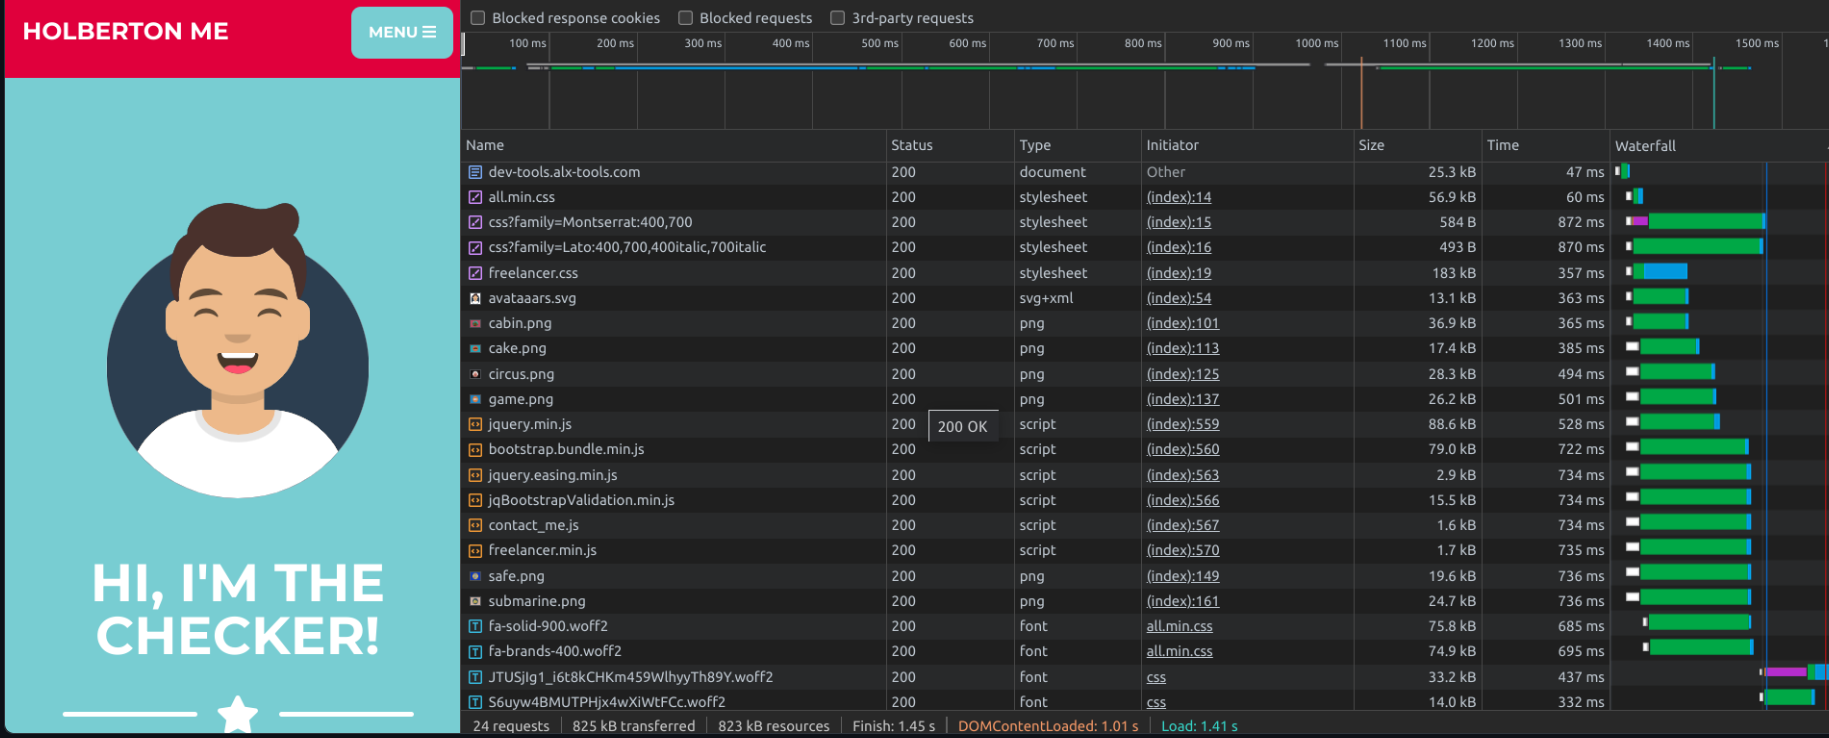 HOLBERTON ME
MENU
HI, I'M THE
CHECKER!
Blocked response cookies Blocked requests 3rd-party requests
100 ms 200 ms 300 ms 400 ms 500 ms 600 ms 700 ms 800 ms 900 ms 1000 ms 1100 ms 1200 ms 1300 ms 1400 ms 1500 ms
Name Status Type Initiator Size Time Waterfall
dev-tools.alx-tools.com 200 document Other 25.3 kB 47 ms
all.min.css 200 stylesheet (index):14 56.9 kB 60 ms
css?family=Montserrat:400,700 200 stylesheet (index):15 584 B 872 ms
css?family=Lato:400,700,400italic,700italic 200 stylesheet (index):16 493 B 870 ms
freelancer.css 200 stylesheet (index):19 183 kB 357 ms
avataaars.svg 200 svg+xml (index):54 13.1 kB 363 ms
cabin.png 200 png (index):101 36.9 kB 365 ms
cake.png 200 png (index):113 17.4 kB 385 ms
circus.png 200 png (index):125 28.3 kB 494 ms
game.png 200 png (index):137 26.2 kB 501 ms
jquery.min.js 200 script (index):559 88.6 kB 528 ms
200 OK
bootstrap.bundle.min.js 200 script (index):560 79.0 kB 722 ms
jquery.easing.min.js 200 script (index):563 2.9 kB 734 ms
jqBootstrapValidation.min.js 200 script (index):566 15.5 kB 734 ms
contact_me.js 200 script (index):567 1.6 kB 734 ms
freelancer.min.js 200 script (index):570 1.7 kB 735 ms
safe.png 200 png (index):149 19.6 kB 736 ms
submarine.png 200 png (index):161 24.7 kB 736 ms
fa-solid-900.woff2 200 font all.min.css 75.8 kB 685 ms
fa-brands-400.woff2 200 font all.min.css 74.9 kB 695 ms
JTUSjIg1_i6t8kCHKm459WlhyyTh89Y.woff2 200 font css 33.2 kB 437 ms
S6uyw4BMUTPHjx4wXiWtFCc.woff2 200 font css 14.0 kB 332 ms
24 requests 825 kB transferred 823 kB resources Finish: 1.45 s DOMContentLoaded: 1.01 s Load: 1.41 s